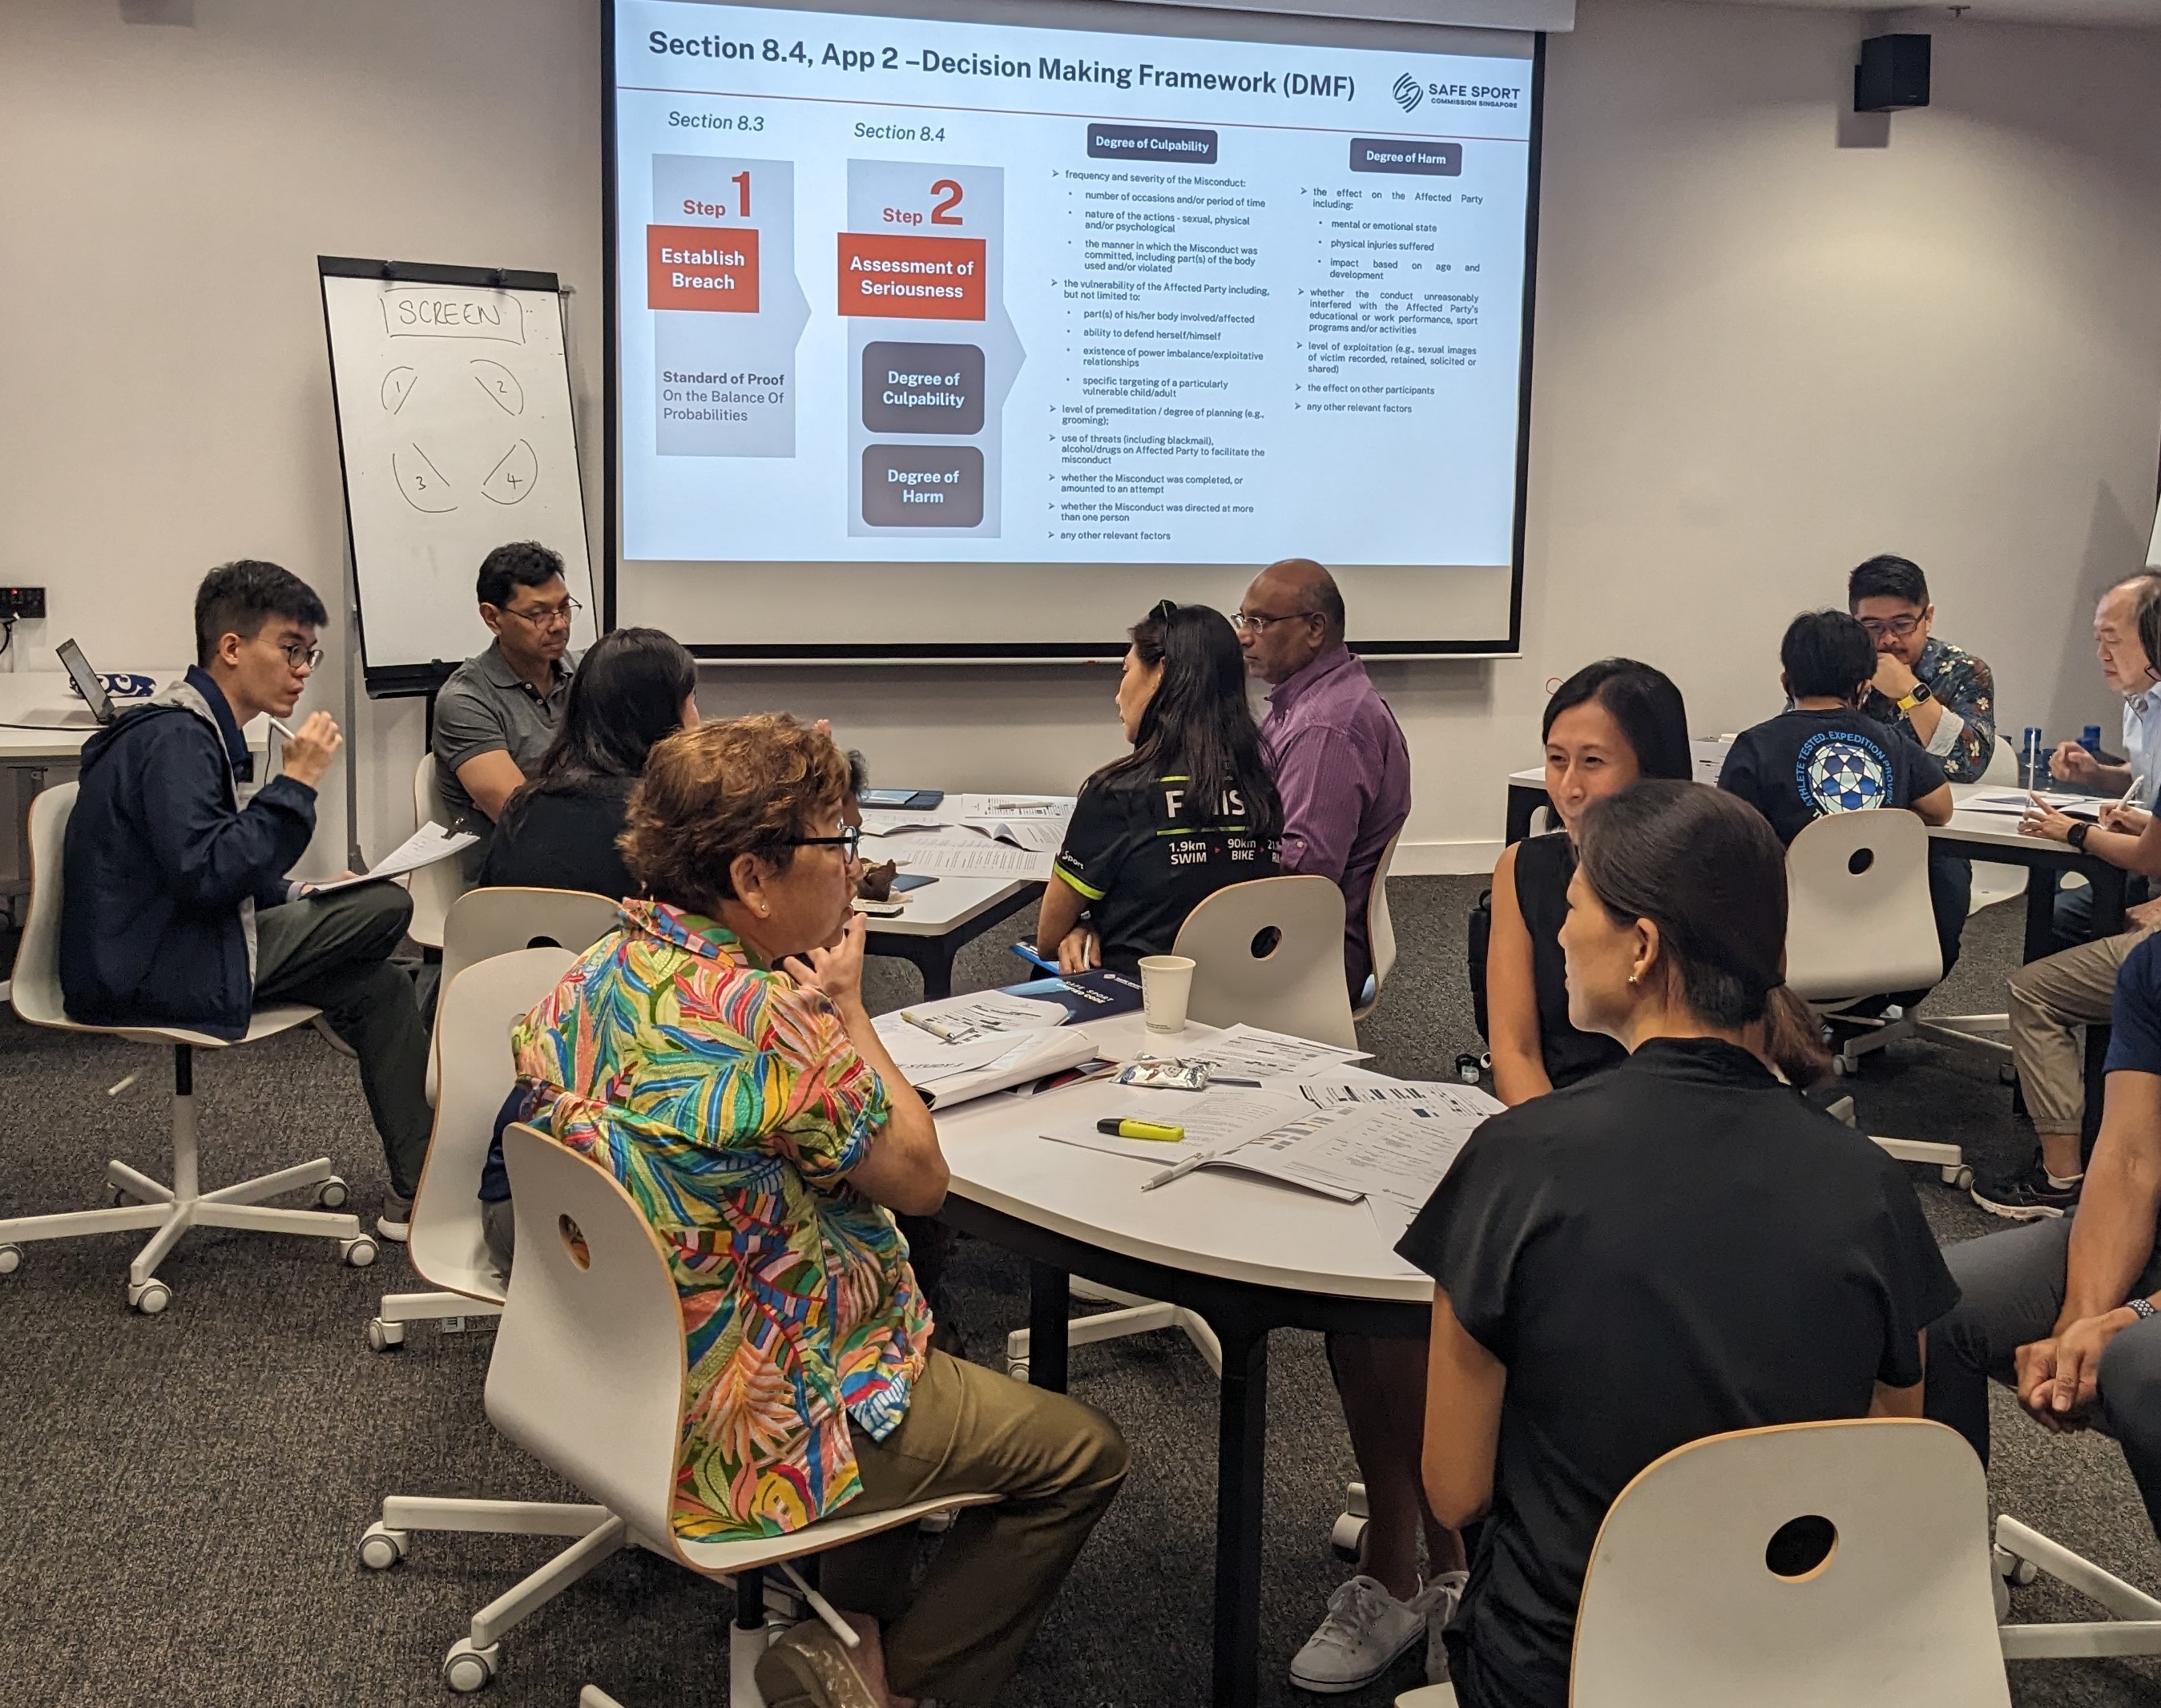 Section 8.4, App 2 –Decision Making Framework (DMF)
SAFE SPORT
COMMISSION SINGAPORE
Section 8.3
Step 1
Establish
Breach
Standard of Proof
On the Balance Of
Probabilities
Section 8.4
Step 2
Assessment of
Seriousness
Degree of
Culpability
Degree of
Harm
Degree of Culpability
➢ frequency and severity of the Misconduct:
• number of occasions and/or period of time
• nature of the actions - sexual, physical
and/or psychological
• the manner in which the Misconduct was
committed, including part(s) of the body
used and/or violated
➢ the vulnerability of the Affected Party including,
but not limited to:
• part(s) of his/her body involved/affected
• ability to defend herself/himself
• existence of power imbalance/exploitative
relationships
• specific targeting of a particularly
vulnerable child/adult
➢ level of premeditation / degree of planning (e.g.,
grooming);
➢ use of threats (including blackmail),
alcohol/drugs on Affected Party to facilitate the
misconduct
➢ whether the Misconduct was completed, or
amounted to an attempt
➢ whether the Misconduct was directed at more
than one person
➢ any other relevant factors
Degree of Harm
➢ the effect on the Affected Party
including:
• mental or emotional state
• physical injuries suffered
• impact based on age and
development
➢ whether the conduct unreasonably
interfered with the Affected Party's
educational or work performance, sport
programs and/or activities
➢ level of exploitation (e.g., sexual images
of victim recorded, retained, solicited or
shared)
➢ the effect on other participants
➢ any other relevant factors
SCREEN
1 2
3 4
1.9km 90km
SWIM BIKE
Sport
ATHLETE TESTED. EXPEDITION
SAFE SPORT